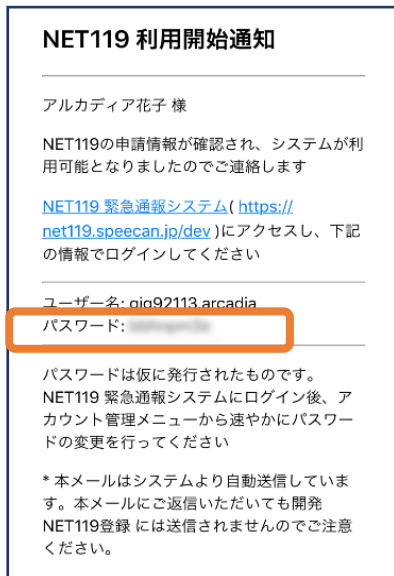 NET119 利用開始通知
アルカディア花子 様
NET119の申請情報が確認され、システムが利
用可能となりましたのでご連絡します
NET119 緊急通報システム( https://
net119.speecan.jp/dev )にアクセスし、下記
の情報でログインしてください
ユーザー名: gig92113.arcadia
パスワード:
パスワードは仮に発行されたものです。
NET119 緊急通報システムにログイン後、ア
カウント管理メニューから速やかにパスワー
ドの変更を行ってください
* 本メールはシステムより自動送信していま
す。本メールにご返信いただいても開発
NET119登録 には送信されませんのでご注意
ください。